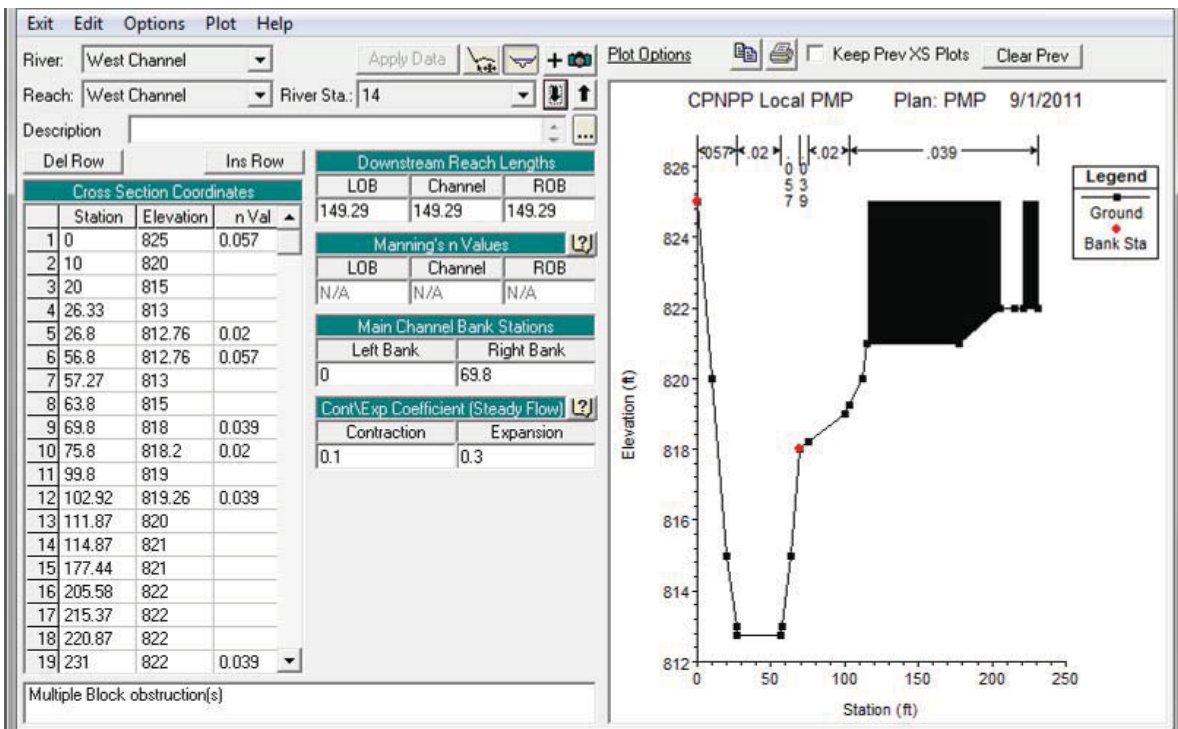 Exit Edit Options Plot Help
River: West Channel
Apply Data
Reach: West Channel
River Sta.: 14
Description
...
Del Row Ins Row
Cross Section Coordinates
Station Elevation n Val
1 0 825 0.057
2 10 820
3 20 815
4 26.33 813
5 26.8 812.76 0.02
6 56.8 812.76 0.057
7 57.27 813
8 63.8 815
9 69.8 818 0.039
10 75.8 818.2 0.02
11 99.8 819
12 102.92 819.26 0.039
13 111.87 820
14 114.87 821
15 177.44 821
16 205.58 822
17 215.37 822
18 220.87 822
19 231 822 0.039
Downstream Reach Lengths
LOB Channel ROB
149.29 149.29 149.29
Manning's n Values
LOB Channel ROB
N/A N/A N/A
Main Channel Bank Stations
Left Bank Right Bank
0 69.8
Cont\Exp Coefficient (Steady Flow)
Contraction Expansion
0.1 0.3
Multiple Block obstruction(s)
Plot Options
Keep Prev XS Plots
Clear Prev
CPNPP Local PMP Plan: PMP 9/1/2011
.057 .02 .057 .039 .02 .039
826
824
822
820
818
816
814
812
Elevation (ft)
0 50 100 150 200 250
Station (ft)
Legend
Ground
Bank Sta